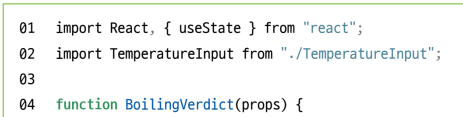 01 import React, { useState } from "react";
02 import TemperatureInput from "./TemperatureInput";
03
04 function BoilingVerdict(props) {